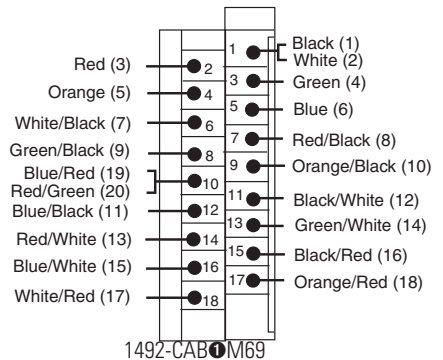 Black (1)
White (2)
1
Red (3)
2
3
Green (4)
Orange (5)
4
5
Blue (6)
White/Black (7)
6
7
Red/Black (8)
Green/Black (9)
8
9
Orange/Black (10)
Blue/Red (19)
Red/Green (20)
10
11
Black/White (12)
Blue/Black (11)
12
13
Green/White (14)
Red/White (13)
14
15
Black/Red (16)
Blue/White (15)
16
17
Orange/Red (18)
White/Red (17)
18
1492-CAB❶M69